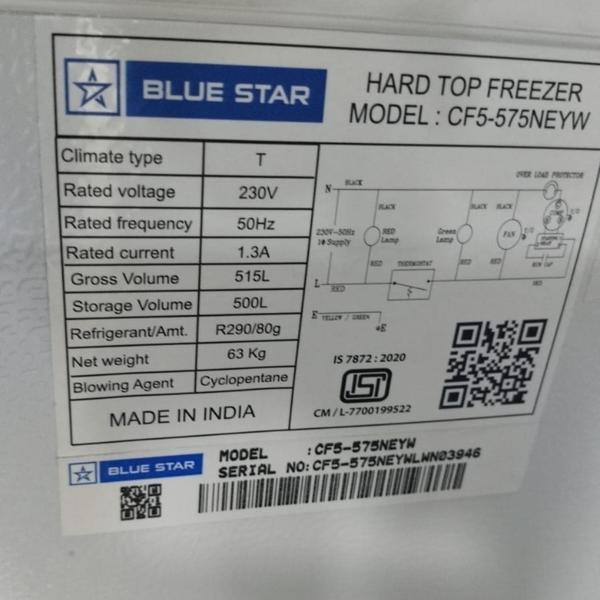 BLUE STAR
HARD TOP FREEZER
MODEL : CF5-575NEYW
Climate type T
Rated voltage 230V
Rated frequency 50Hz
Rated current 1.3A
Gross Volume 515L
Storage Volume 500L
Refrigerant/Amt. R290/80g
Net weight 63 Kg
Blowing Agent Cyclopentane
MADE IN INDIA
OVER LOAD PROTECTOR
N BLACK
BLACK BLACK BLACK
230V-50Hz
1Φ Supply
RED
Lamp
Green
Lamp
FAN
COMP
RED RED RED
THERMOSTAT
RUN CAP
L RED
RED
E YELLOW / GREEN
E
IS 7872 : 2020
ISI
CM / L-7700199522
BLUE STAR
MODEL : CF5-575NEYW
SERIAL NO: CF5-575NEYWLWN03946